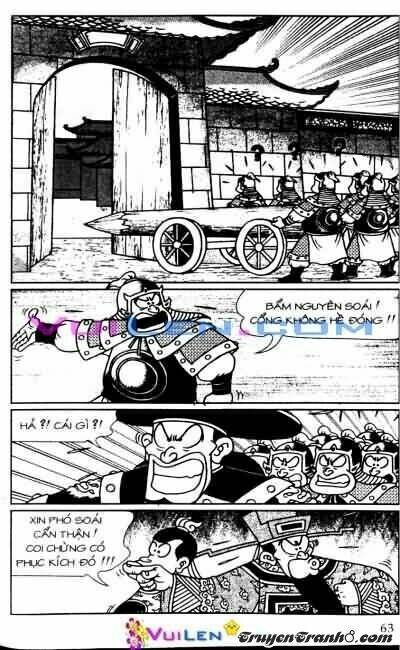 ? ? ?
BẨM NGUYÊN SOÁI !
CỔNG KHÔNG HỀ ĐÓNG !!
VUILEN.COM
HẢ ?! CÁI GÌ ?!
XIN PHÓ SOÁI
CẨN THẬN !
COI CHỪNG CÓ
PHỤC KÍCH ĐÓ !!!
63
VUILEN
TruyenTranh8.com